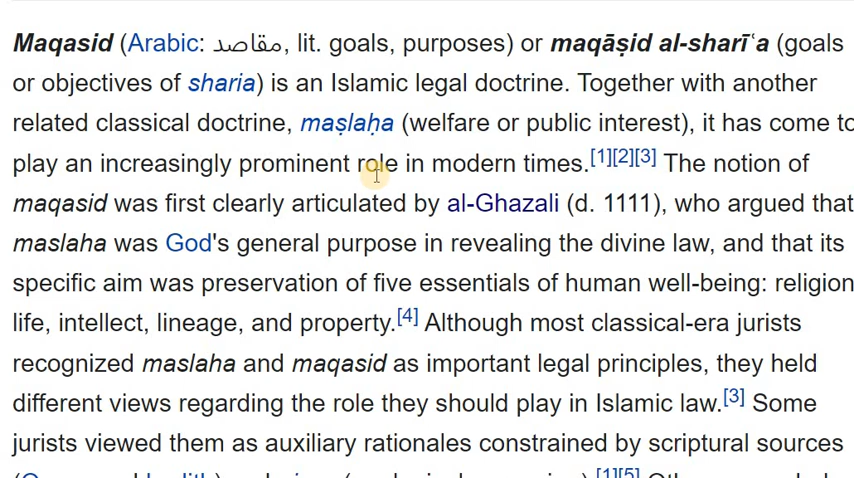 Maqasid (Arabic: مقاصد, lit. goals, purposes) or maqāṣid al-sharīʿa (goals
or objectives of sharia) is an Islamic legal doctrine. Together with another
related classical doctrine, maṣlaḥa (welfare or public interest), it has come to
play an increasingly prominent role in modern times.[1][2][3] The notion of
maqasid was first clearly articulated by al-Ghazali (d. 1111), who argued that
maslaha was God's general purpose in revealing the divine law, and that its
specific aim was preservation of five essentials of human well-being: religion
life, intellect, lineage, and property.[4] Although most classical-era jurists
recognized maslaha and maqasid as important legal principles, they held
different views regarding the role they should play in Islamic law.[3] Some
jurists viewed them as auxiliary rationales constrained by scriptural sources
[1][5]